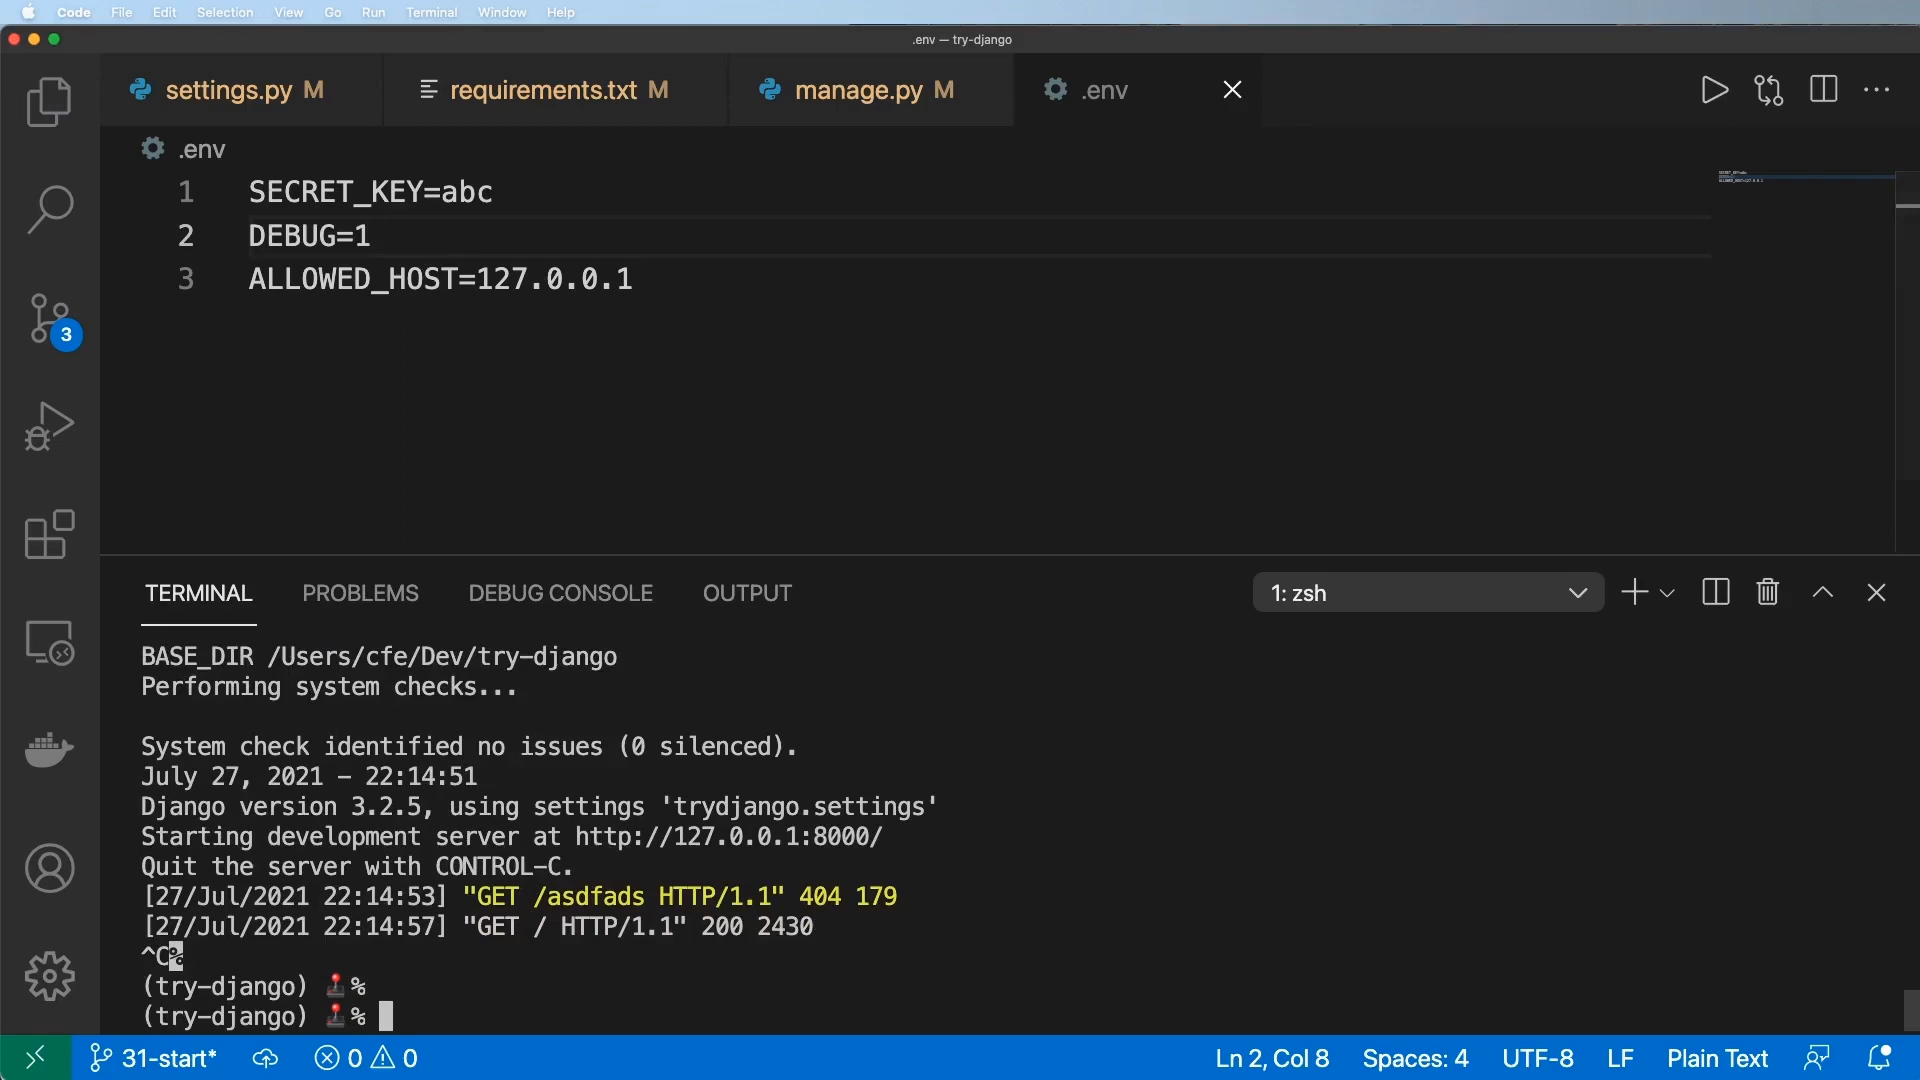 Code File Edit Selection View Go Run Terminal Window Help
.env — try-django
settings.py M requirements.txt M manage.py M .env
.env
1 SECRET_KEY=abc
2 DEBUG=1
3 ALLOWED_HOST=127.0.0.1
3
TERMINAL PROBLEMS DEBUG CONSOLE OUTPUT 1: zsh
BASE_DIR /Users/cfe/Dev/try-django
Performing system checks...
System check identified no issues (0 silenced).
July 27, 2021 - 22:14:51
Django version 3.2.5, using settings 'trydjango.settings'
Starting development server at http://127.0.0.1:8000/
Quit the server with CONTROL-C.
[27/Jul/2021 22:14:53] "GET /asdfads HTTP/1.1" 404 179
[27/Jul/2021 22:14:57] "GET / HTTP/1.1" 200 2430
^C%
(try-django) 🕹%
(try-django) 🕹%
31-start* 0 0 Ln 2, Col 8 Spaces: 4 UTF-8 LF Plain Text